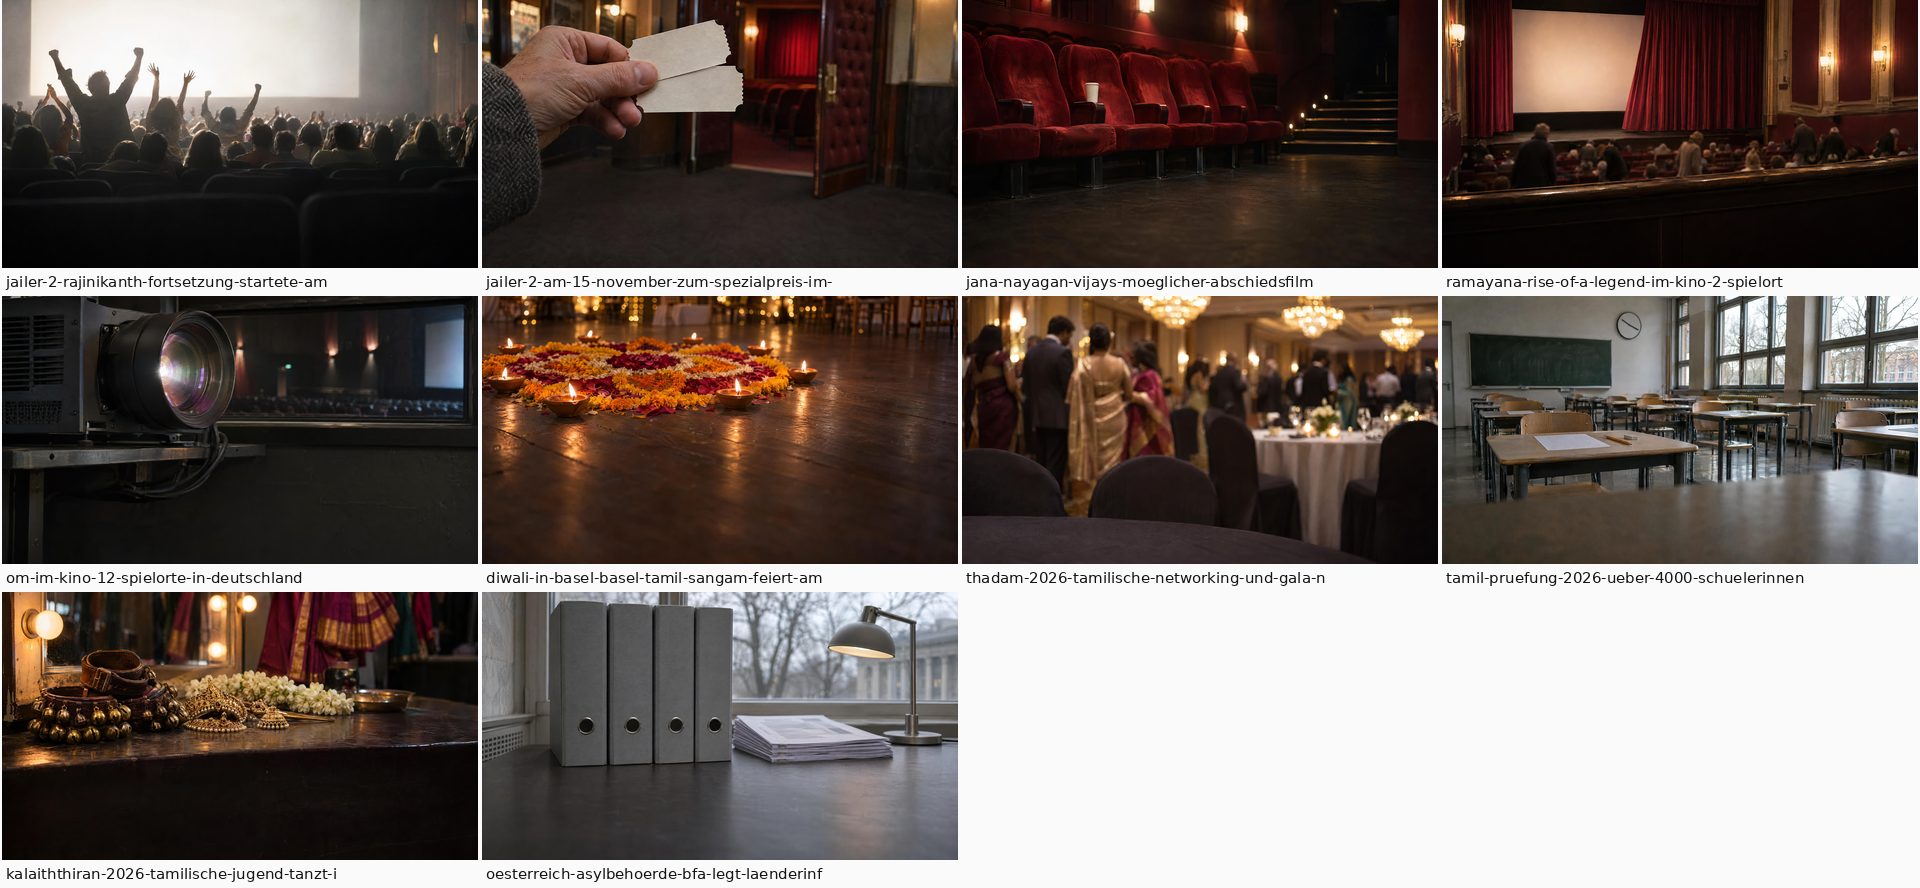 jailer-2-rajinikanth-fortsetzung-startete-am
jailer-2-am-15-november-zum-spezialpreis-im-
jana-nayagan-vijays-moeglicher-abschiedsfilm
ramayana-rise-of-a-legend-im-kino-2-spielort
om-im-kino-12-spielorte-in-deutschland
diwali-in-basel-basel-tamil-sangam-feiert-am
thadam-2026-tamilische-networking-und-gala-n
tamil-pruefung-2026-ueber-4000-schuelerinnen
kalaiththiran-2026-tamilische-jugend-tanzt-i
oesterreich-asylbehoerde-bfa-legt-laenderinf